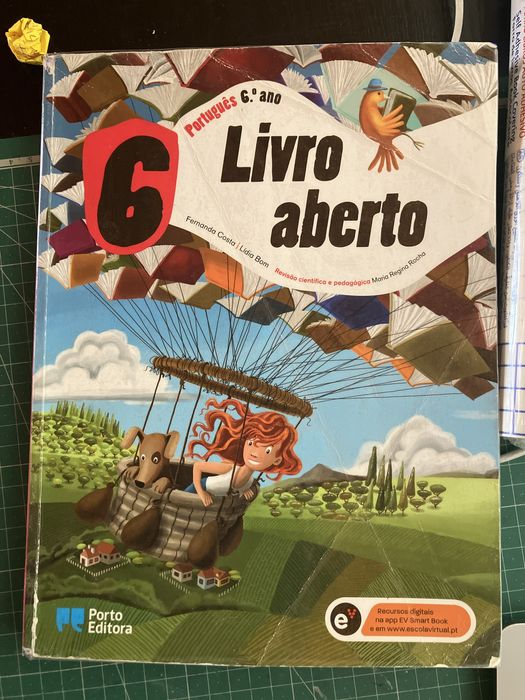 Português 6.º ano
6
Livro
aberto
Fernanda Costa / Lídia Bom
Revisão científica e pedagógica Maria Regina Rocha
Porto
Editora
e
Recursos digitais
na app EV Smart Book
e em www.escolavirtual.pt